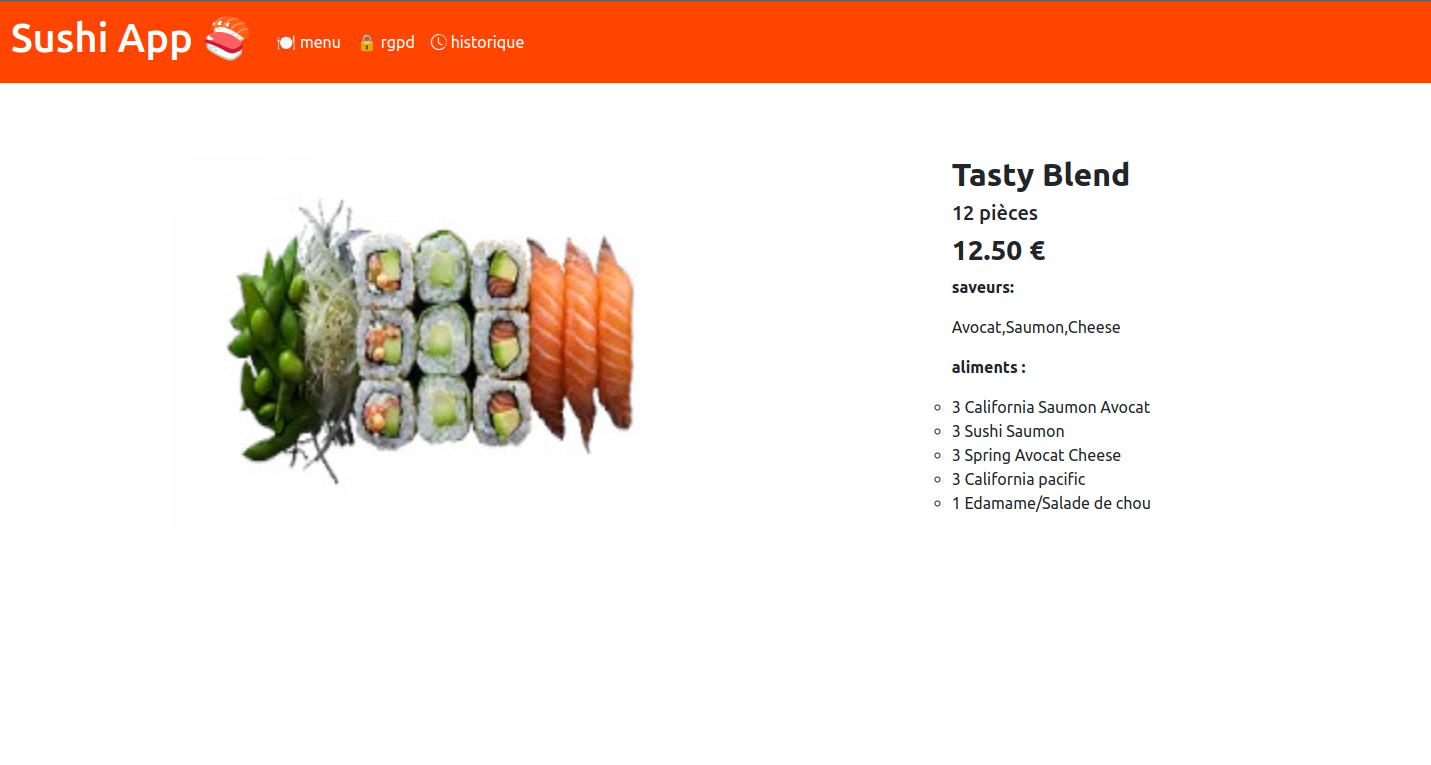 Sushi App 🍣 🍽️ menu 🔒 rgpd 🕓 historique
Tasty Blend
12 pièces
12.50 €
saveurs:
Avocat,Saumon,Cheese
aliments :
3 California Saumon Avocat
3 Sushi Saumon
3 Spring Avocat Cheese
3 California pacific
1 Edamame/Salade de chou